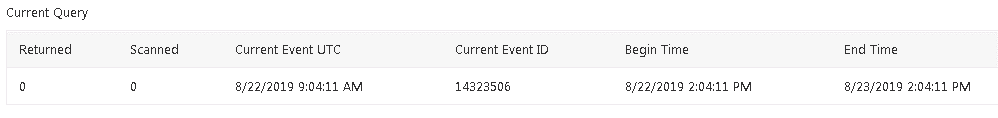 Current Query
Returned Scanned Current Event UTC Current Event ID Begin Time End Time
0 0 8/22/2019 9:04:11 AM 14323506 8/22/2019 2:04:11 PM 8/23/2019 2:04:11 PM